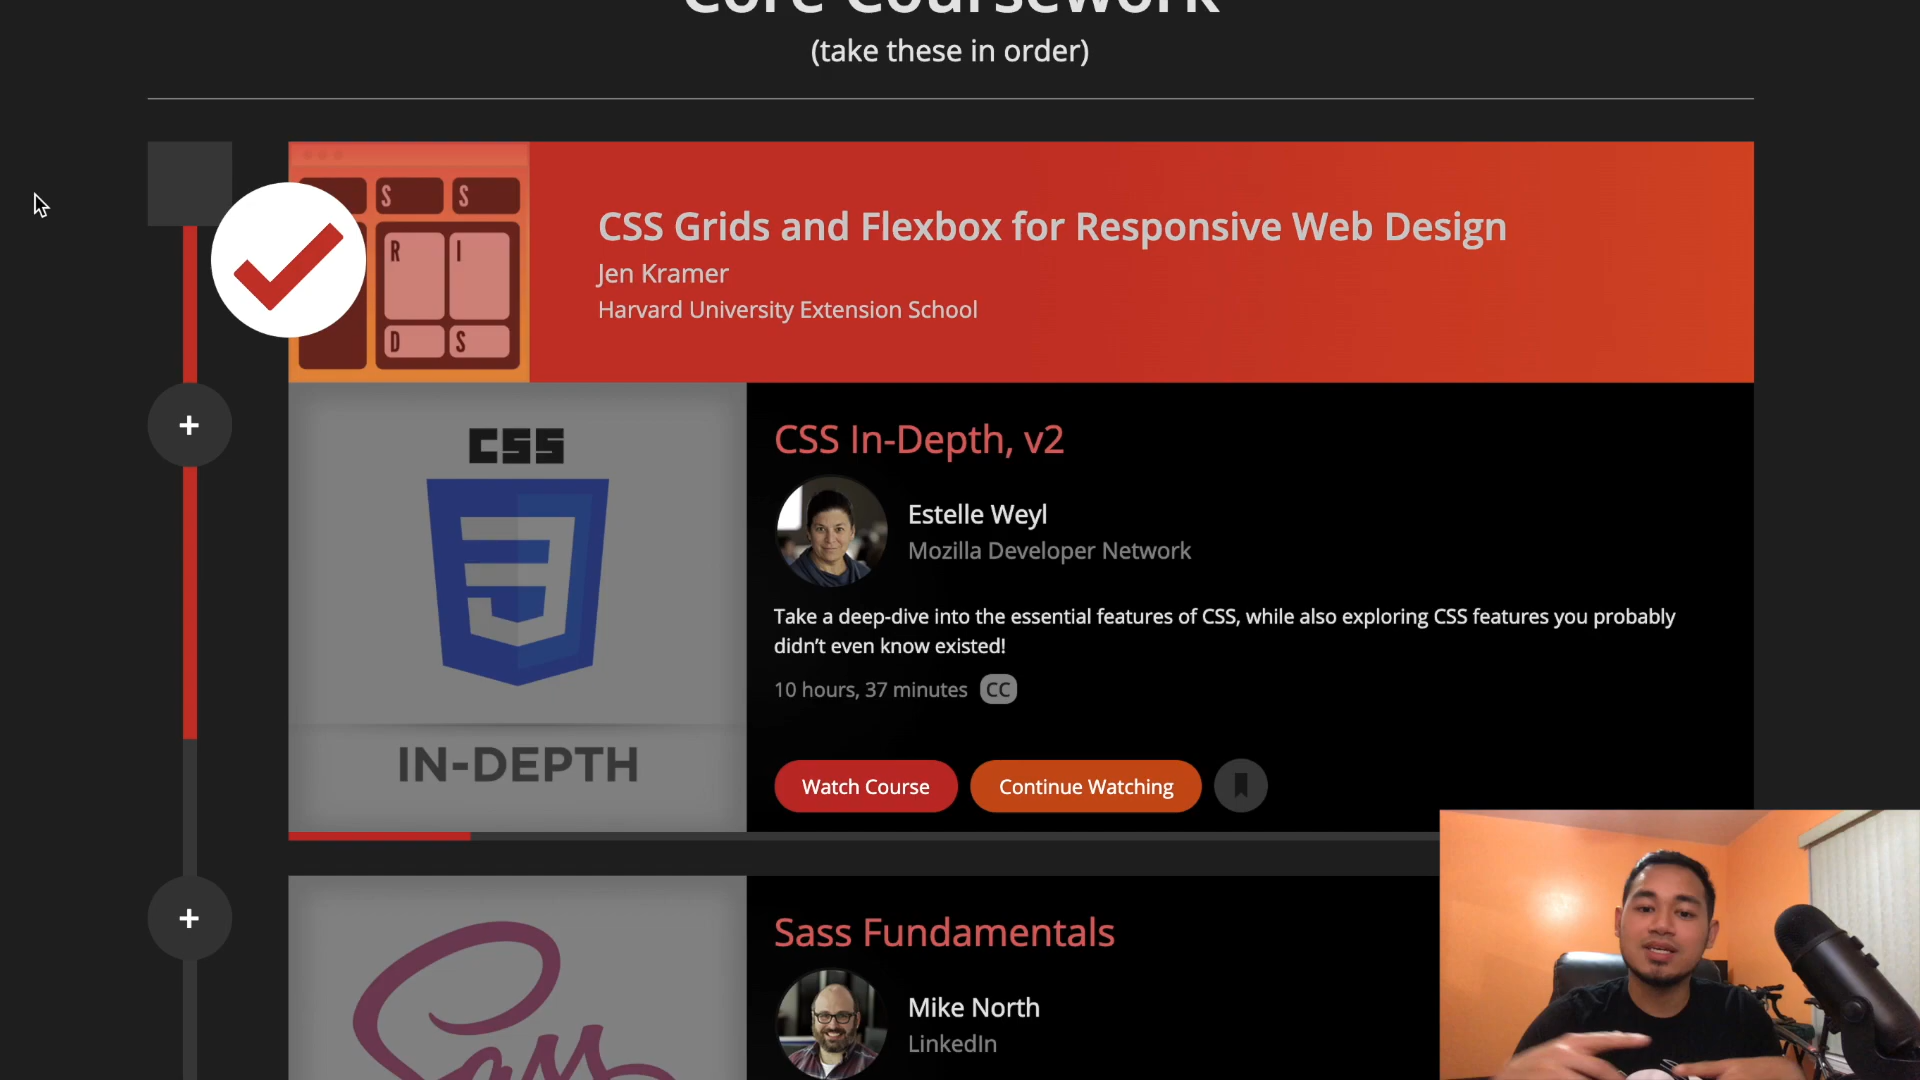 Core Coursework
(take these in order)
S S
R I
D S
CSS Grids and Flexbox for Responsive Web Design
Jen Kramer
Harvard University Extension School
+
CSS
IN-DEPTH
CSS In-Depth, v2
Estelle Weyl
Mozilla Developer Network
Take a deep-dive into the essential features of CSS, while also exploring CSS features you probably
didn't even know existed!
10 hours, 37 minutes CC
Watch Course Continue Watching
+
Sass
Sass Fundamentals
Mike North
LinkedIn